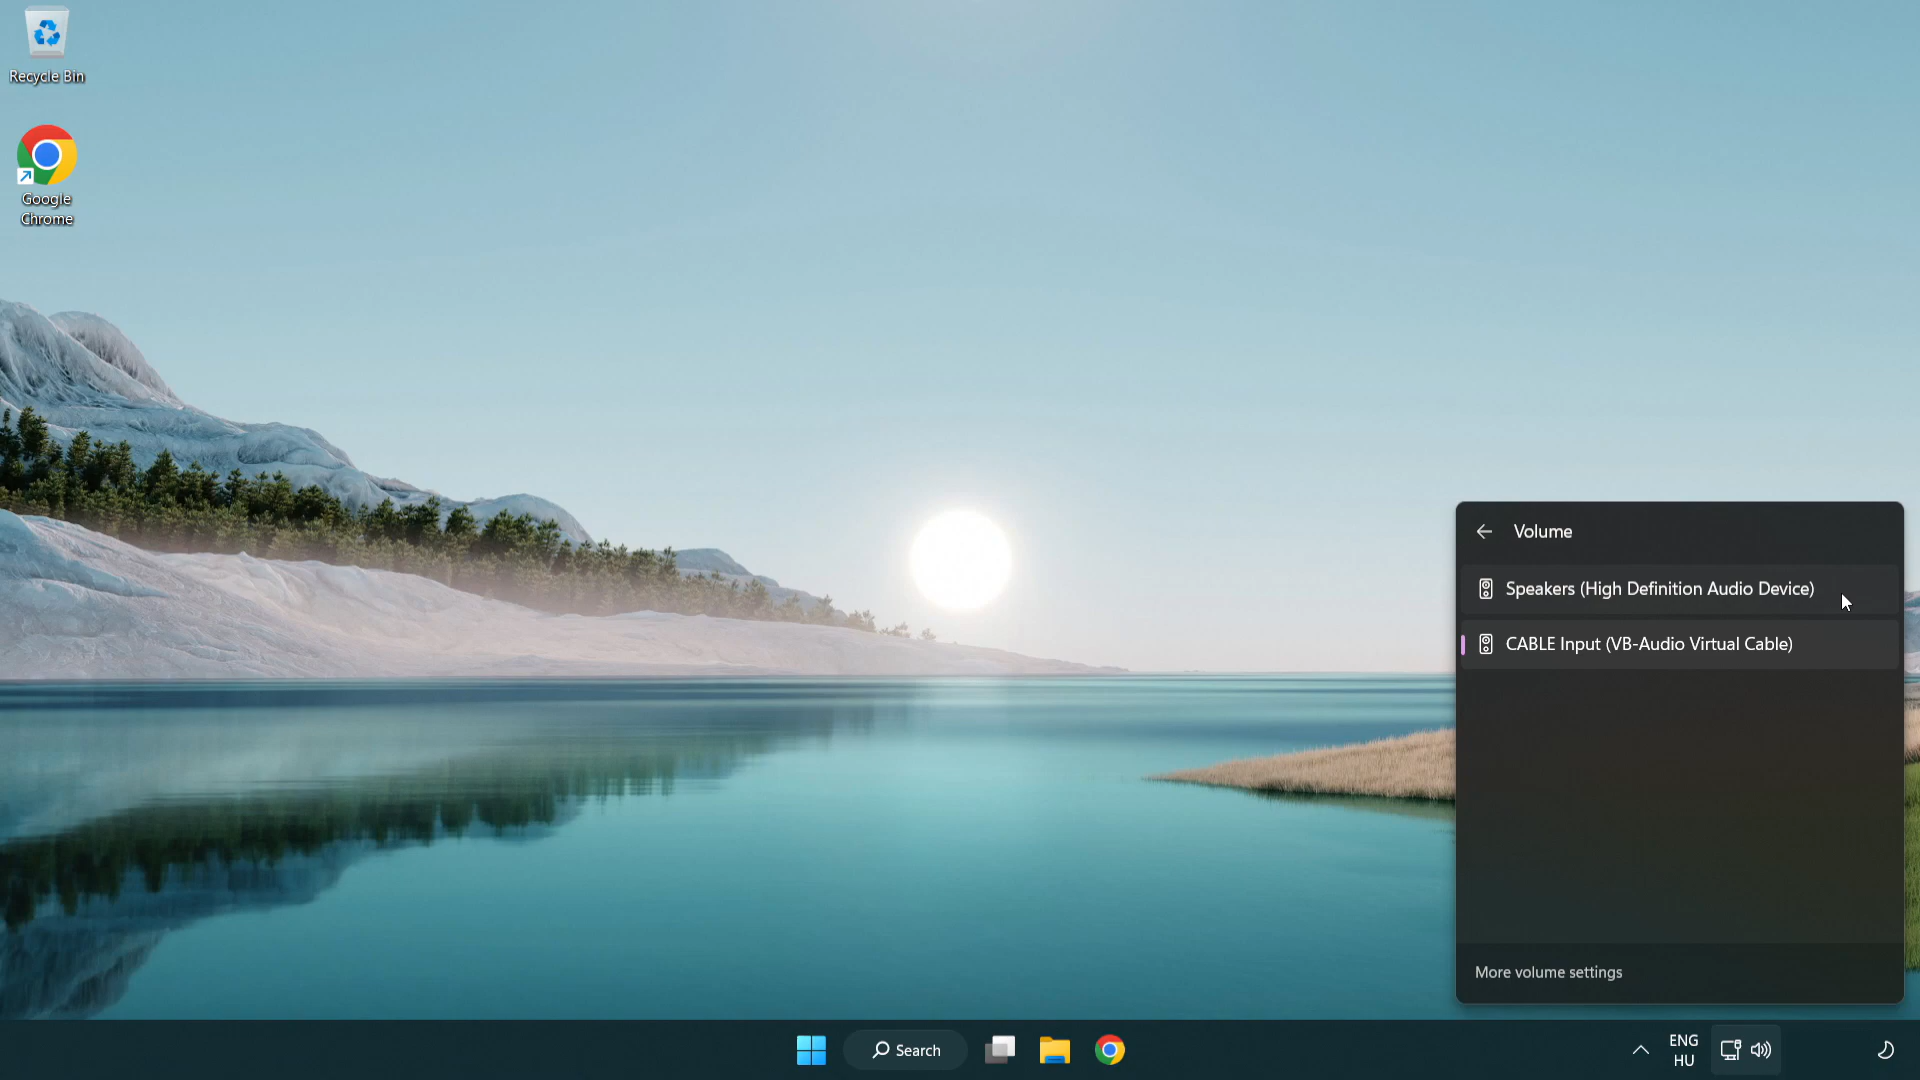 Recycle Bin
Google
Chrome
Volume
Speakers (High Definition Audio Device)
CABLE Input (VB-Audio Virtual Cable)
More volume settings
Search
ENG
HU